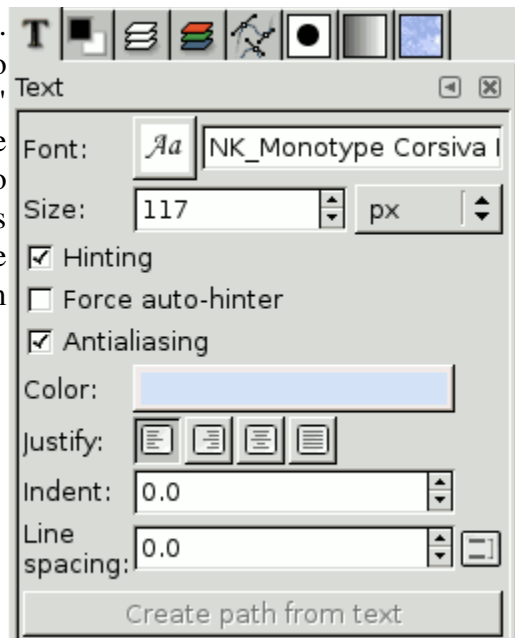 T
Text
Font: Aa NK_Monotype Corsiva
Size: 117 px
Hinting
Force auto-hinter
Antialiasing
Color:
Justify:
Indent: 0.0
Line
spacing: 0.0
Create path from text